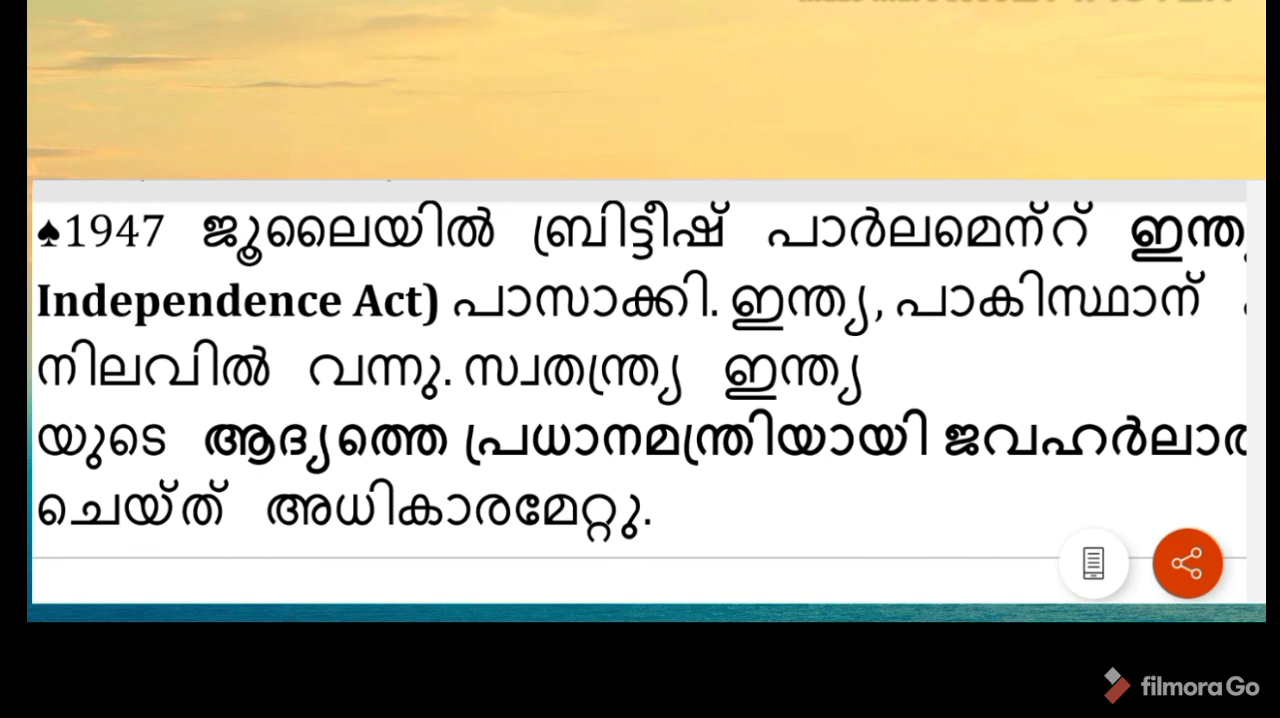 ♠1947 ജൂലൈയിൽ ബ്രിട്ടീഷ് പാർലമെന്റ്
Independence Act) പാസാക്കി. ഇന്ത്യ, പാകിസ്ഥാന്
നിലവിൽ വന്നു. സ്വതന്ത്ര്യ ഇന്ത്യ
യുടെ ആദ്യത്തെ പ്രധാനമന്ത്രിയായി
ചെയ്ത് അധികാരമേറ്റു.
filmoraGo